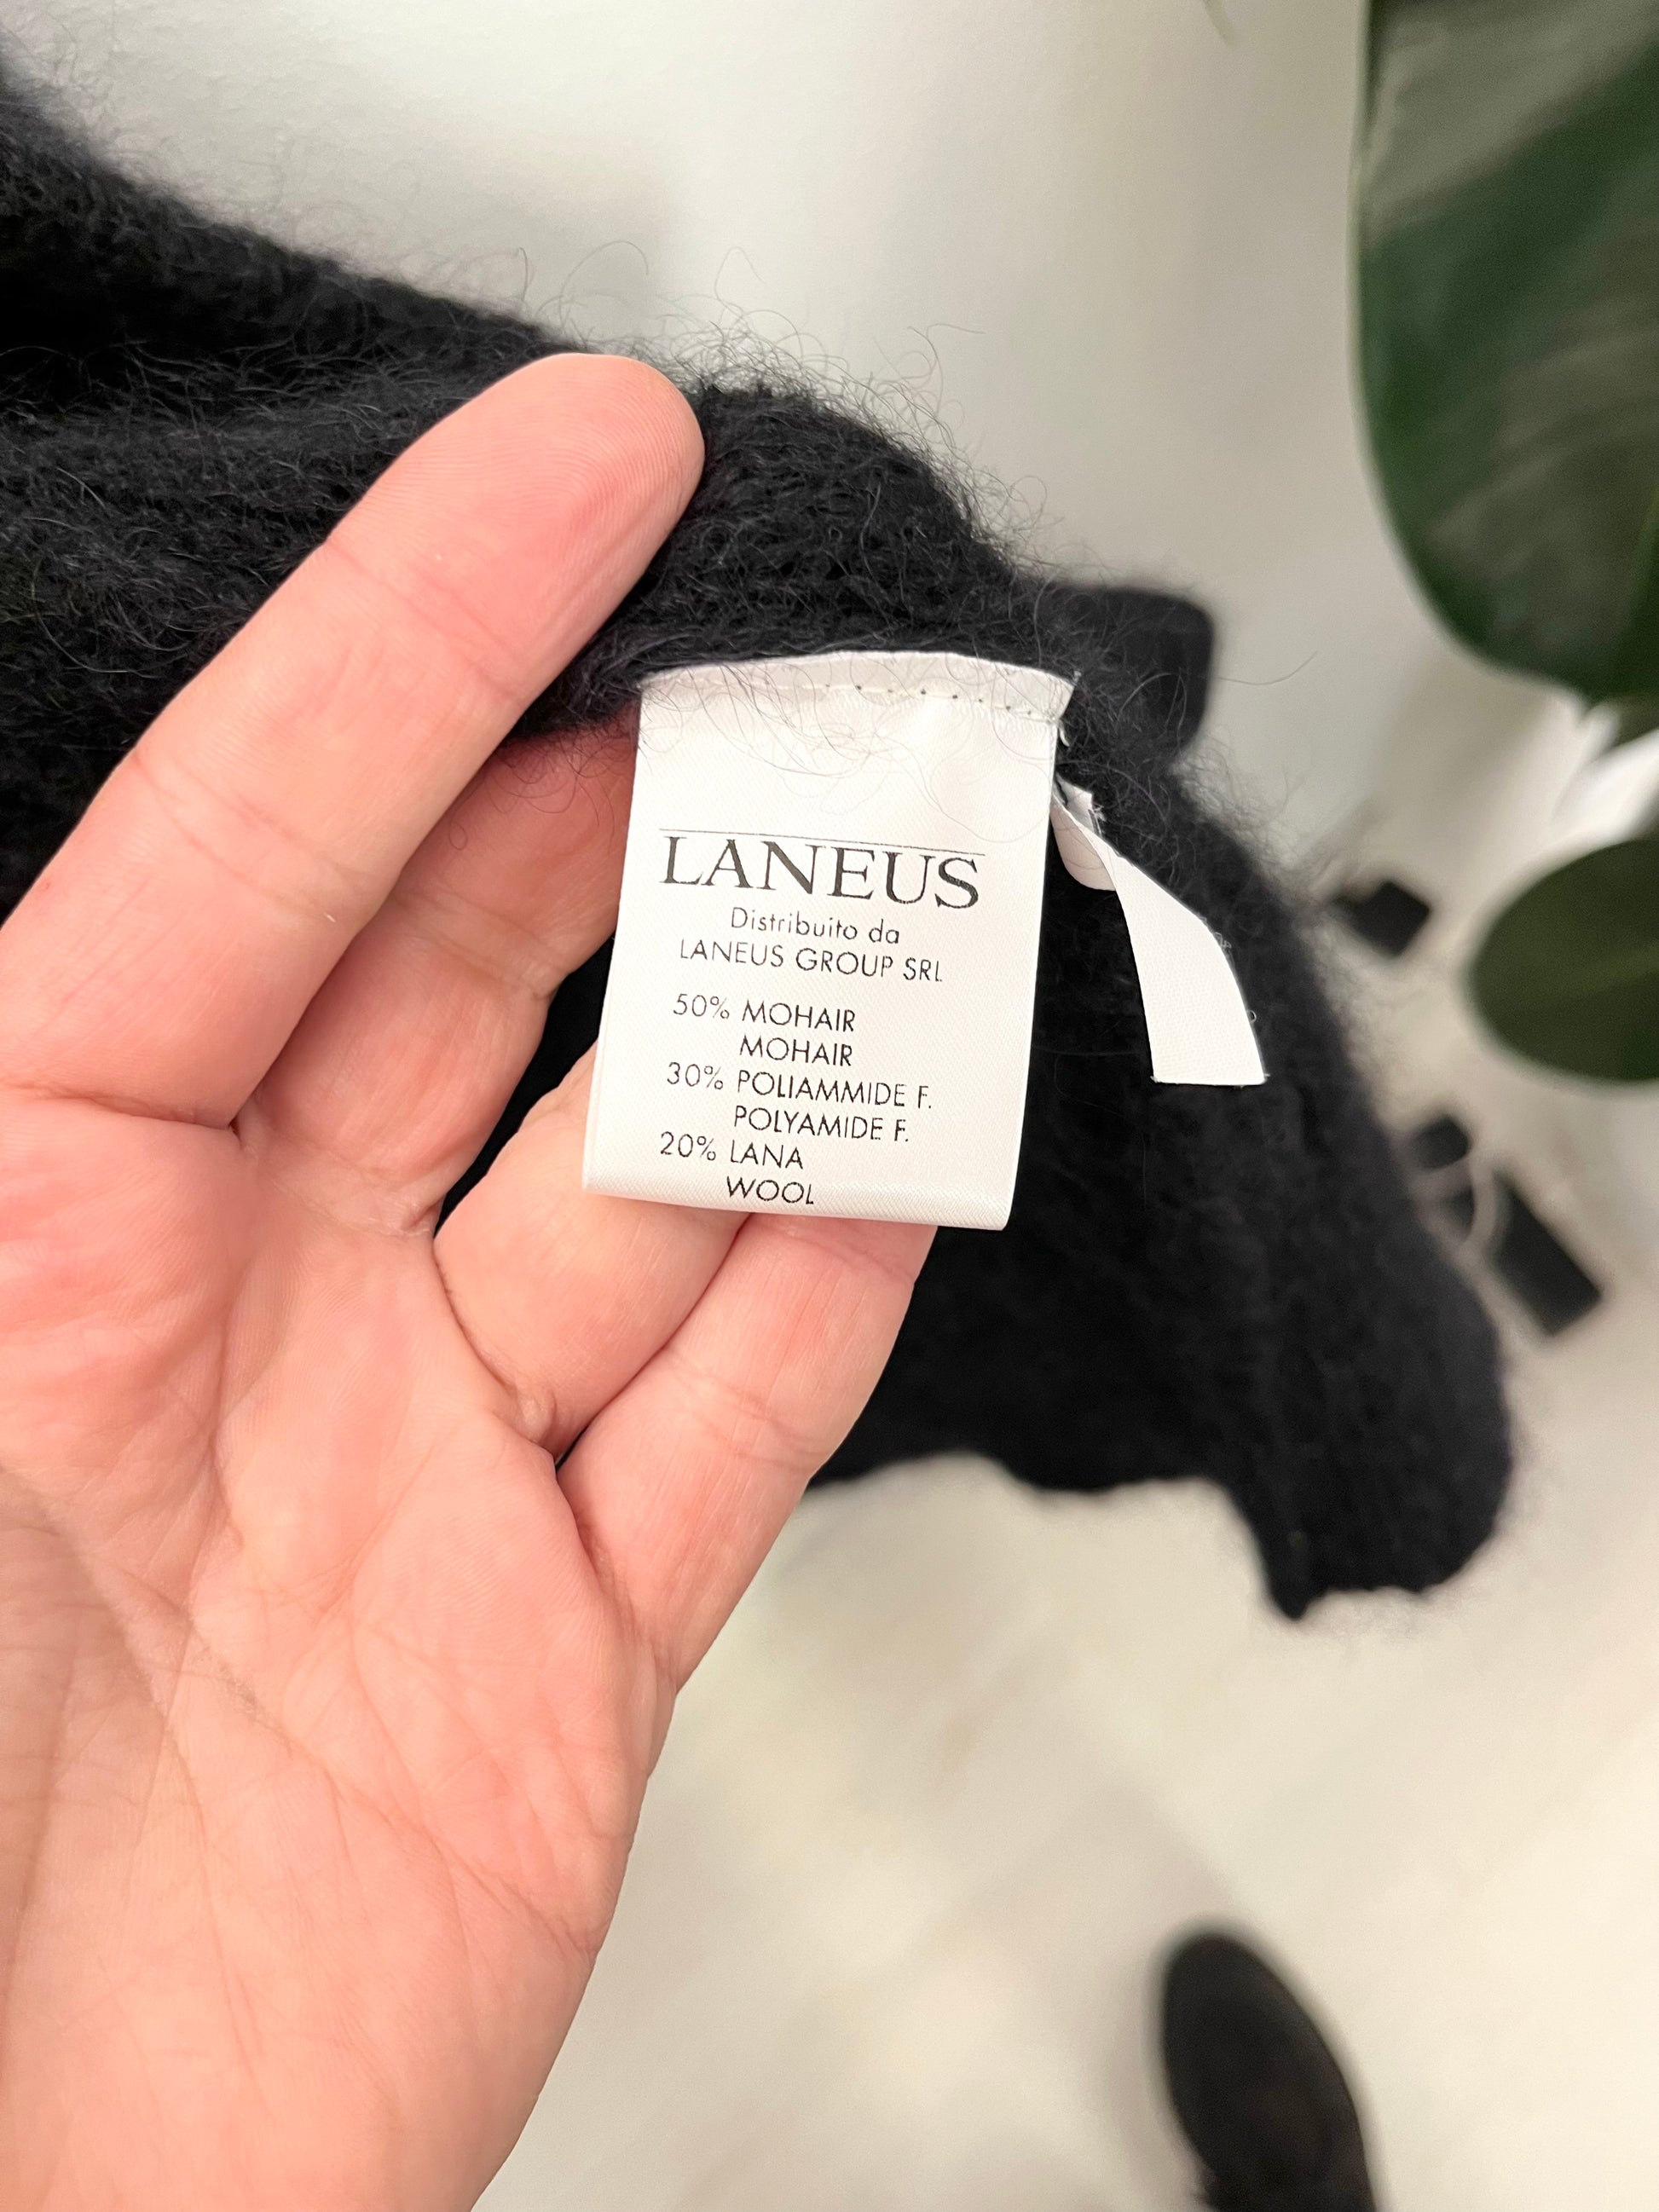 LANEUS
Distribuito da
LANEUS GROUP SRL
50% MOHAIR
MOHAIR
30% POLIAMMIDE F.
POLYAMIDE F.
20% LANA
WOOL